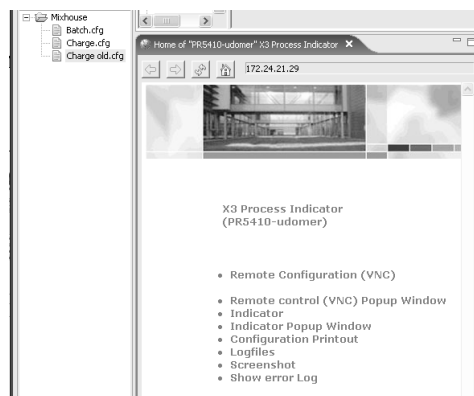 Mixhouse
Batch.cfg
Charge.cfg
Charge old.cfg
Home of "PR5410-udomer" X3 Process Indicator
172.24.21.29
X3 Process Indicator
(PR5410-udomer)
• Remote Configuration (VNC)
• Remote control (VNC) Popup Window
• Indicator
• Indicator Popup Window
• Configuration Printout
• Logfiles
• Screenshot
• Show error Log